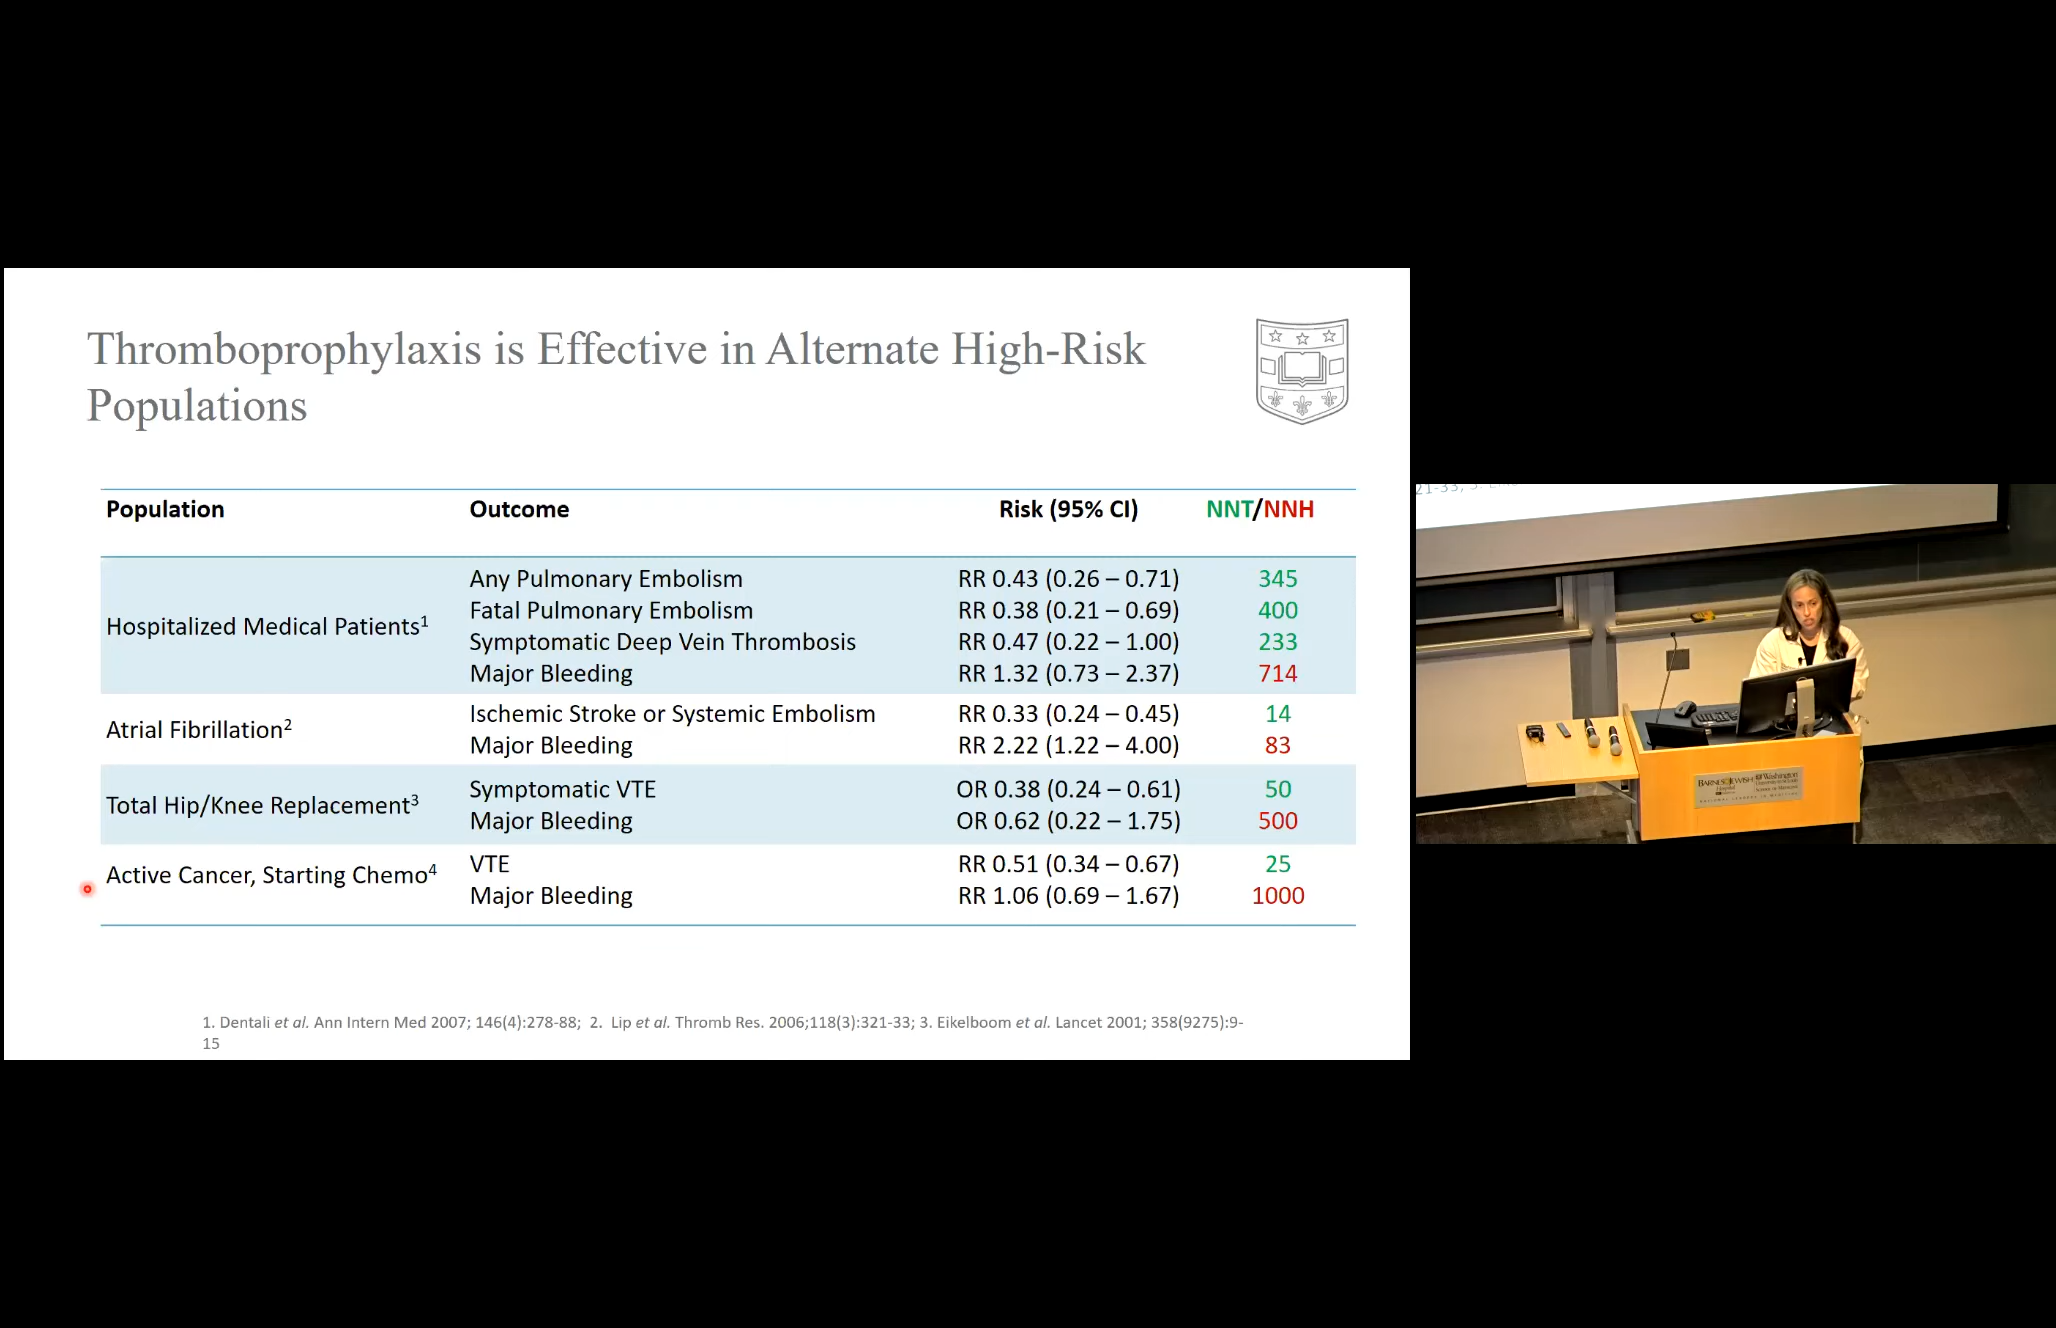 Thromboprophylaxis is Effective in Alternate High-Risk
Populations
Population Outcome Risk (95% CI) NNT/NNH
Hospitalized Medical Patients1
Any Pulmonary Embolism RR 0.43 (0.26 – 0.71) 345
Fatal Pulmonary Embolism RR 0.38 (0.21 – 0.69) 400
Symptomatic Deep Vein Thrombosis RR 0.47 (0.22 – 1.00) 233
Major Bleeding RR 1.32 (0.73 – 2.37) 714
Atrial Fibrillation2
Ischemic Stroke or Systemic Embolism RR 0.33 (0.24 – 0.45) 14
Major Bleeding RR 2.22 (1.22 – 4.00) 83
Total Hip/Knee Replacement3
Symptomatic VTE OR 0.38 (0.24 – 0.61) 50
Major Bleeding OR 0.62 (0.22 – 1.75) 500
Active Cancer, Starting Chemo4
VTE RR 0.51 (0.34 – 0.67) 25
Major Bleeding RR 1.06 (0.69 – 1.67) 1000
1. Dentali et al. Ann Intern Med 2007; 146(4):278-88; 2. Lip et al. Thromb Res. 2006;118(3):321-33; 3. Eikelboom et al. Lancet 2001; 358(9275):9-
15
21-33,
BARNES JEWISH Washington
Hospital